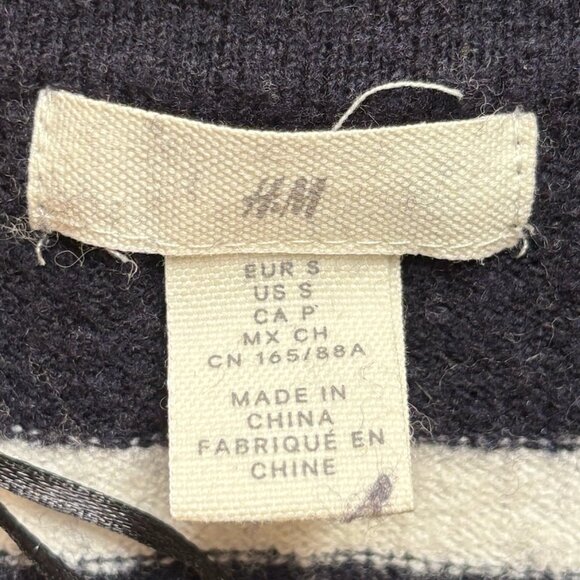 H&M
EUR S
US S
CA P
MX CH
CN 165/88A
MADE IN
CHINA
FABRIQUÉ EN
CHINE